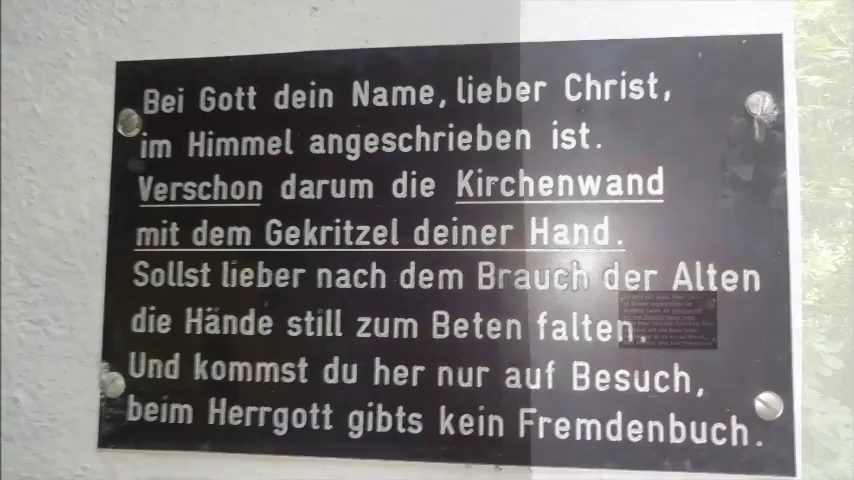 Bei Gott dein Name, lieber Christ,
im Himmel angeschrieben ist.
Verschon darum die Kirchenwand
mit dem Gekritzel deiner Hand.
Sollst lieber nach dem Brauch der Alten
die Hände still zum Beten falten.
Und kommst du her nur auf Besuch,
beim Herrgott gibts kein Fremdenbuch.